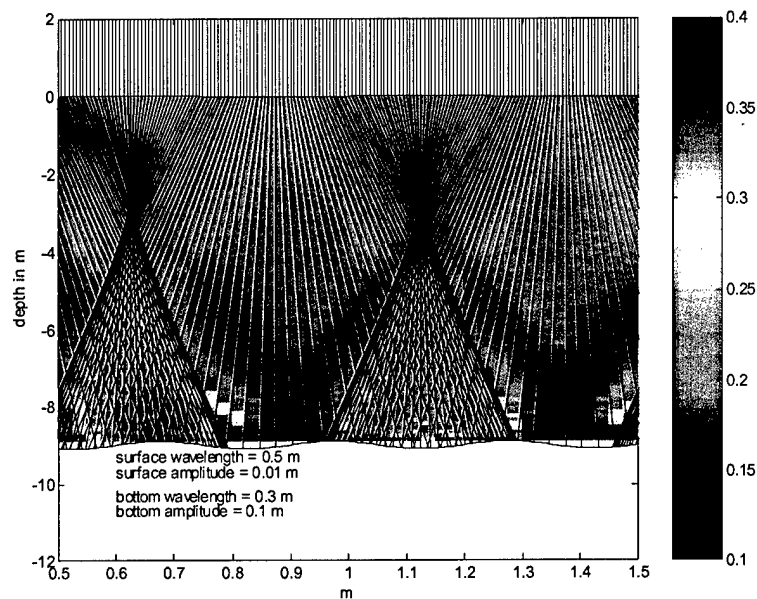 2
0
-2
-4
-6
-8
-10
-12
depth in m
surface wavelength = 0.5 m
surface amplitude = 0.01 m
bottom wavelength = 0.3 m
bottom amplitude = 0.1 m
0.5 0.6 0.7 0.8 0.9 1 1.1 1.2 1.3 1.4 1.5
m
0.4
0.35
0.3
0.25
0.2
0.15
0.1